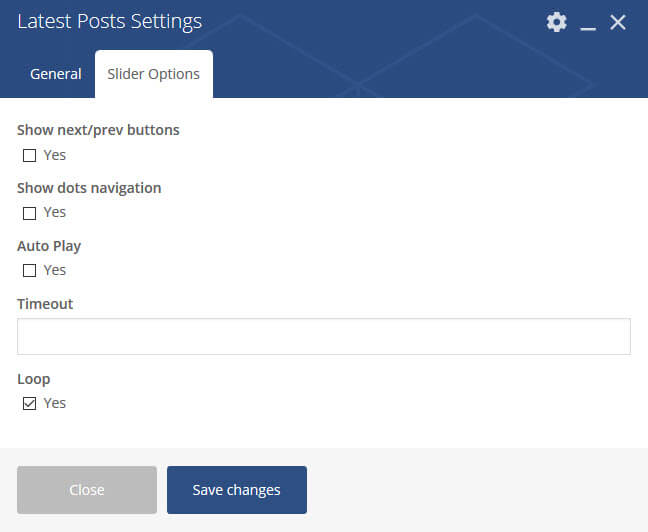 Latest Posts Settings
General
Slider Options
Show next/prev buttons
Yes
Show dots navigation
Yes
Auto Play
Yes
Timeout
Loop
Yes
Close
Save changes